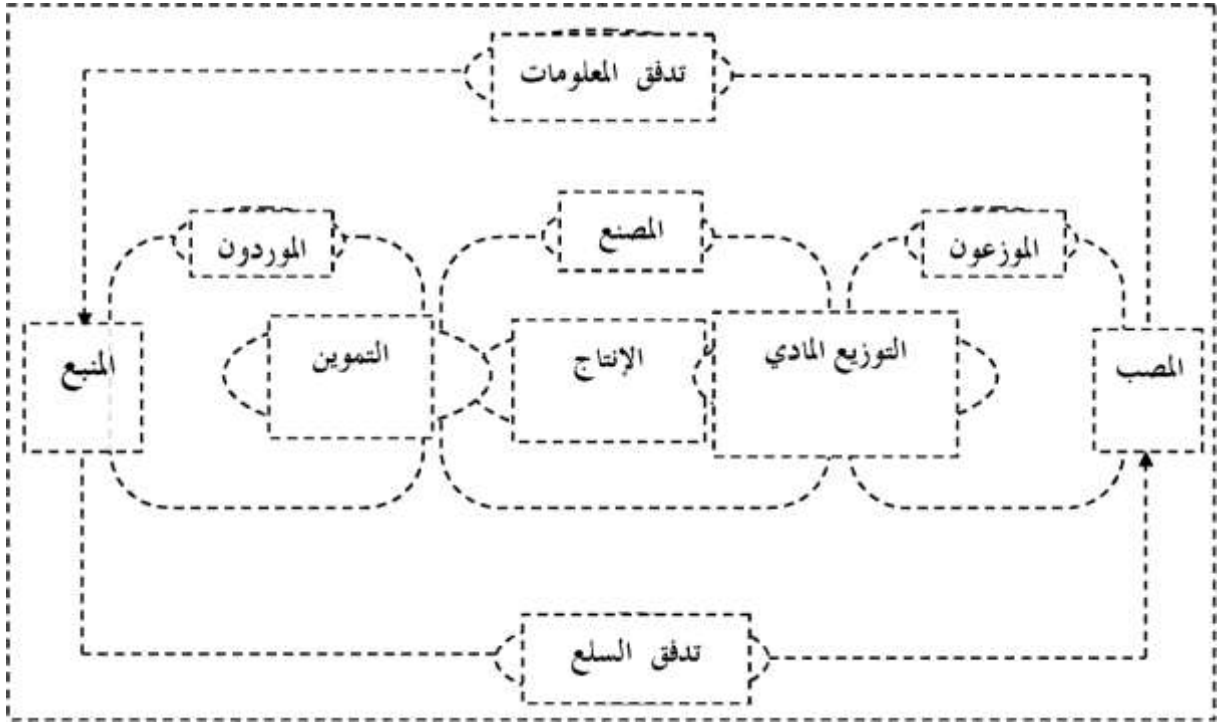 تدفق المعلومات
الموزعون
المصنع
الموردون
المصب
التوزيع المادي
الإنتاج
التموين
المنبع
تدفق السلع